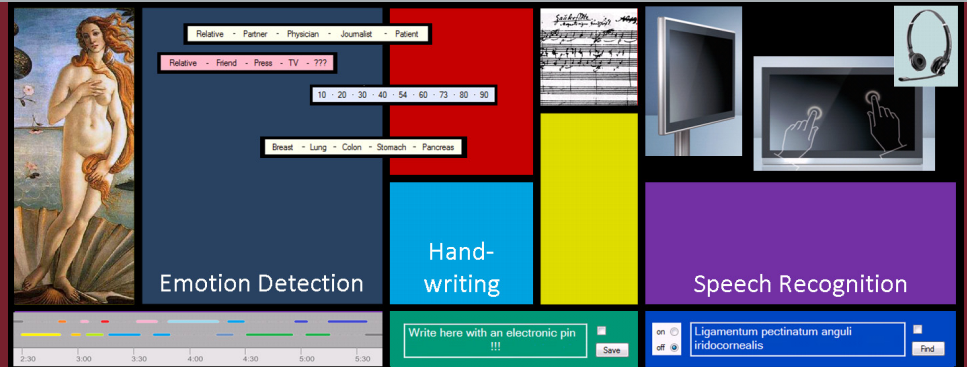 Relative - Partner - Physician - Journalist - Patient
Relative - Friend - Press - TV - ???
10 - 20 - 30 - 40 - 54 - 60 - 73 - 80 - 90
Breast - Lung - Colon - Stomach - Pancreas
Emotion Detection
Hand-
writing
Speech Recognition
2:30 3:00 3:30 4:00 4:30 5:00 5:30
Write here with an electronic pin
!!!
Save
on
off
Ligamentum pectinatum anguli
iridocornealis
Find